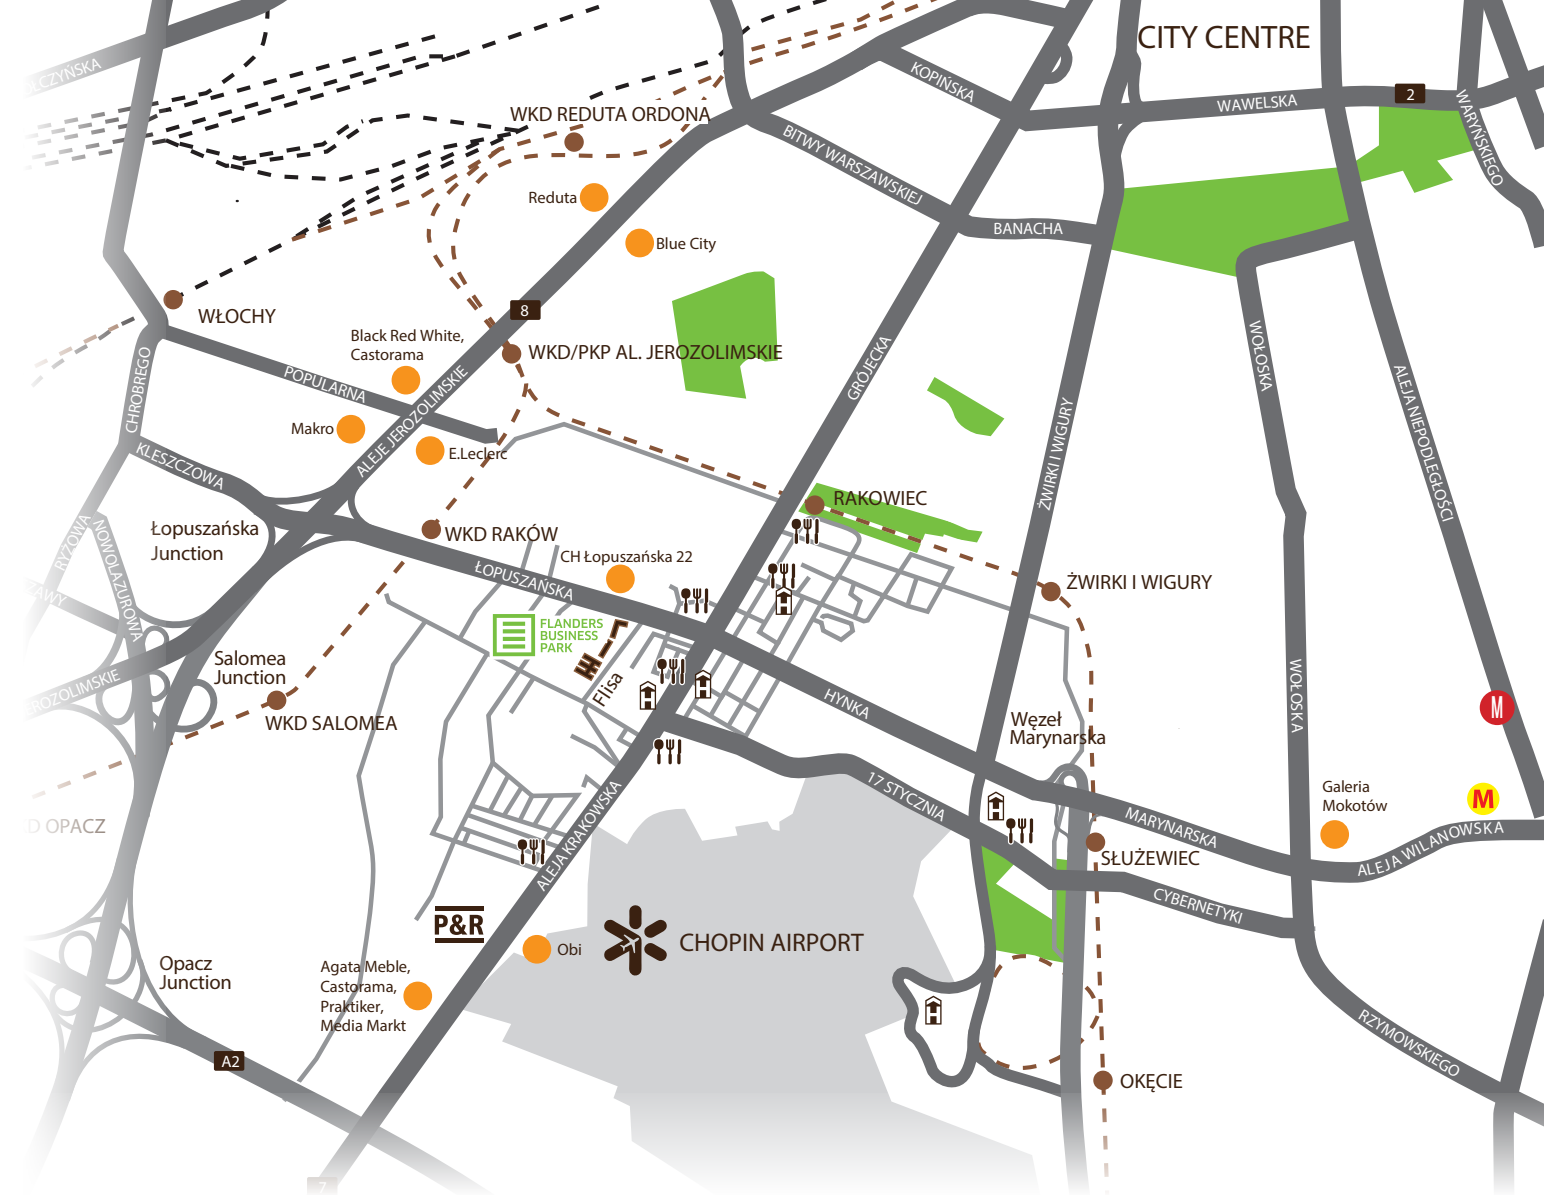 CITY CENTRE
CZYŃSKA
KOPIŃSKA
WAWELSKA
2
WARYŃSKIEGO
WKD REDUTA ORDONA
BITWY WARSZAWSKIEJ
BANACHA
Reduta
Blue City
WŁOCHY
8
Black Red White,
Castorama
WKD/PKP AL. JEROZOLIMSKIE
CHROBREGO
POPULARNA
ALEJE JEROZOLIMSKIE
GRÓJECKA
ŻWIRKI I WIGURY
WOŁOSKA
ALEJA NIEPODLEGŁOŚCI
Makro
E.Leclerc
KLESZCZOWA
RAKOWIEC
RYŻOWA
NOWOLAZUROWA
Łopuszańska
Junction
WKD RAKÓW
CH Łopuszańska 22
ŁOPUSZAŃSKA
ŻWIRKI I WIGURY
AWY
FLANDERS
BUSINESS
PARK
Flisa
Salomea
Junction
ROZOLIMSKIE
WKD SALOMEA
HYNKA
Węzeł
Marynarska
WOŁOSKA
M
17 STYCZNIA
Galeria
Mokotów
M
D OPACZ
ALEJA KRAKOWSKA
MARYNARSKA
ALEJA WILANOWSKA
SŁUŻEWIEC
CYBERNETYKI
P&R
Obi
CHOPIN AIRPORT
Opacz
Junction
Agata Meble,
Castorama,
Praktiker,
Media Markt
RZYMOWSKIEGO
A2
OKĘCIE
7